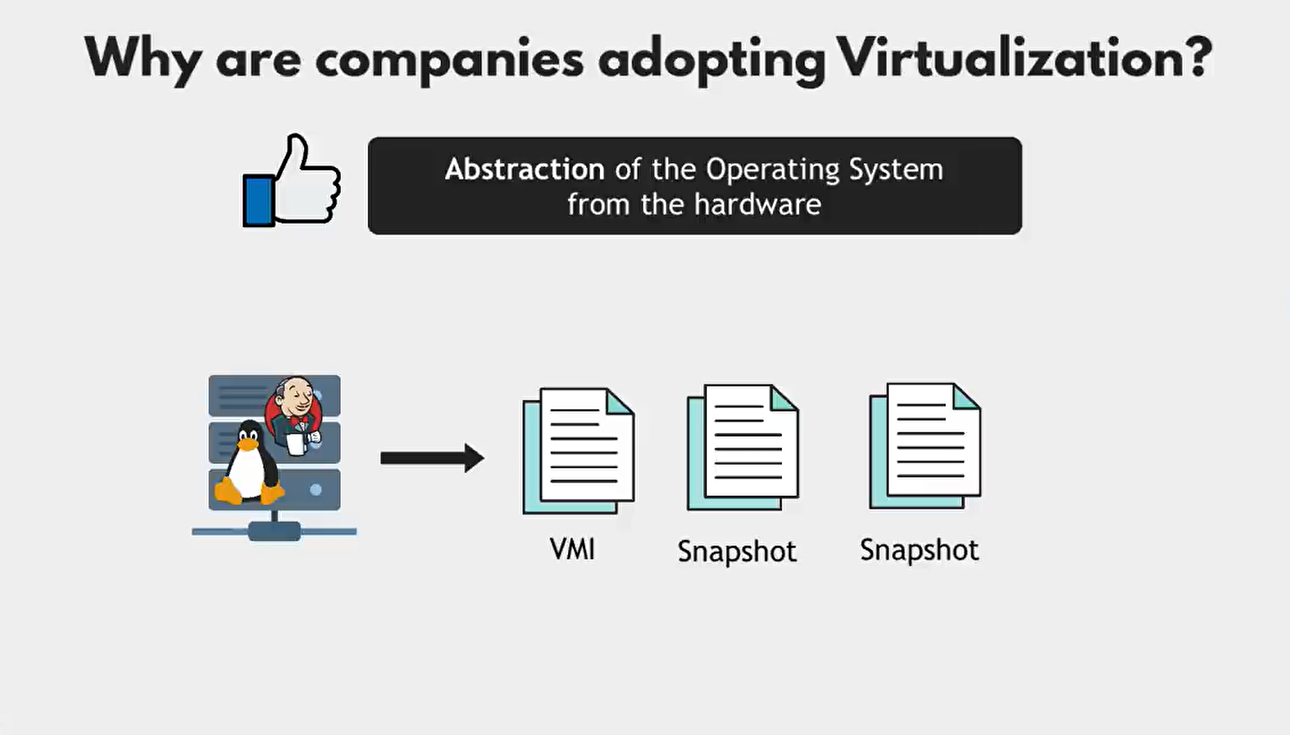 Why are companies adopting Virtualization?
Abstraction of the Operating System
from the hardware
VMI
Snapshot
Snapshot